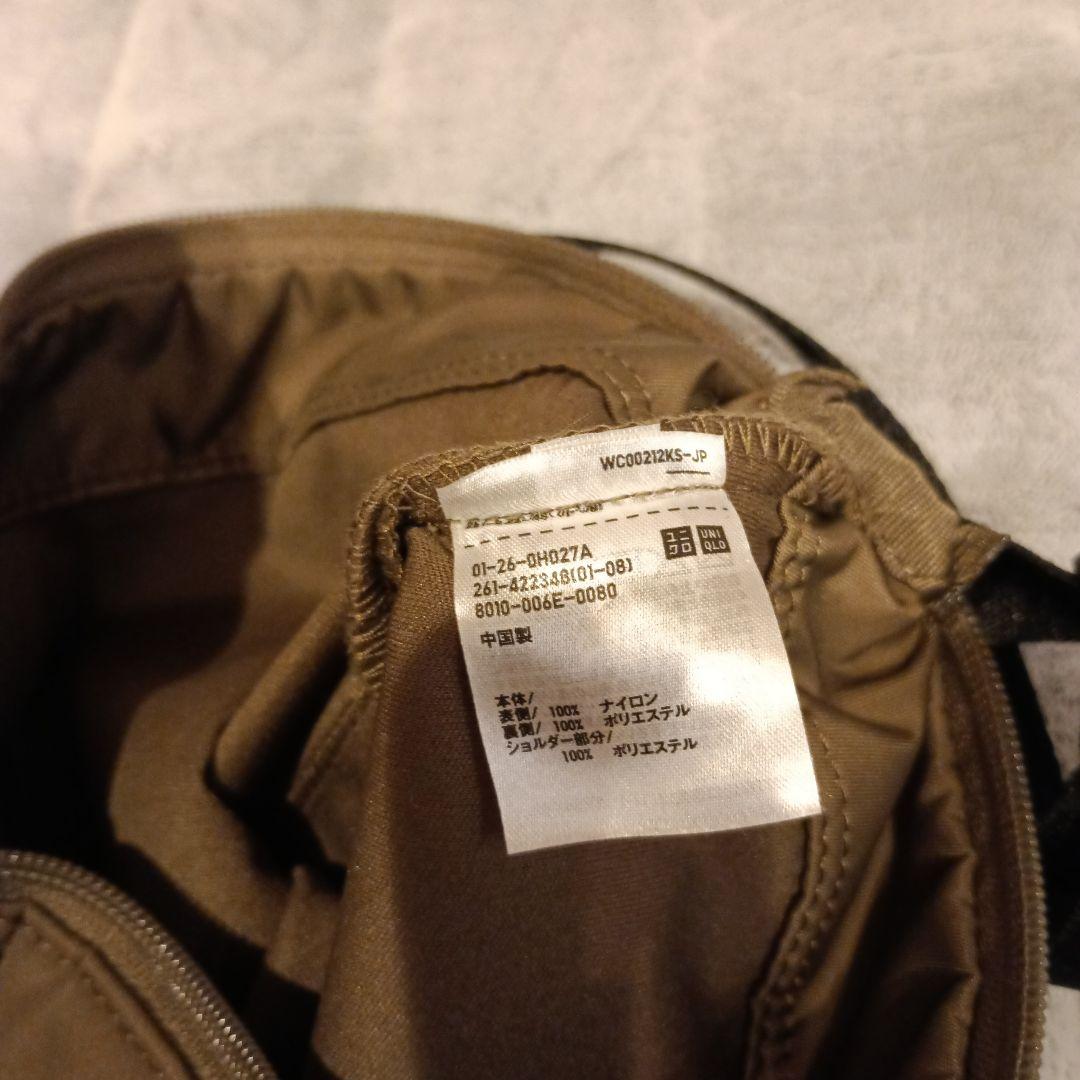 WC00212KS-JP
01-26-0H027A
261-422348(01-08)
8010-006E-0080
ユニクロ
UNIQLO
中国製
本体/
表側/ 100% ナイロン
裏側/ 100% ポリエステル
ショルダー部分/
100% ポリエステル